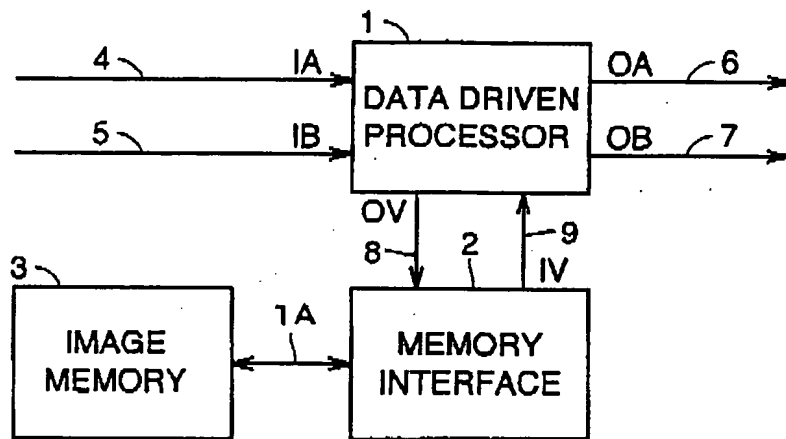 1
4 IA
DATA DRIVEN
PROCESSOR
OA 6
5 IB
OB 7
OV
8
2
9
IV
3
IMAGE
MEMORY
1A
MEMORY
INTERFACE